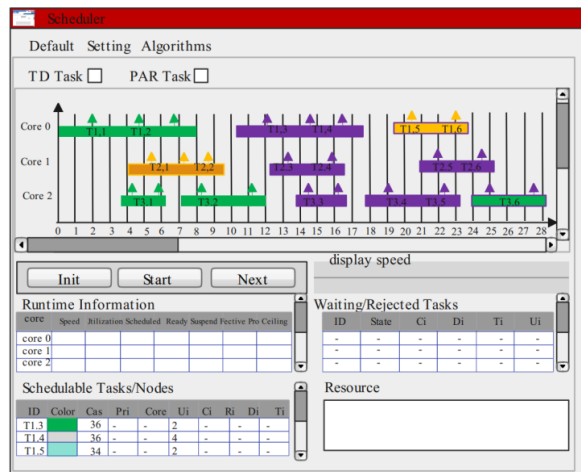 Scheduler
Default Setting Algorithms
TD Task PAR Task
Core 0 T1,1 T1,2 T1,3 T1,4 T1,5 T1,6
Core 1 T2,1 T2,2 T2.3 T2.4 T2.5 T2.6
Core 2 T3.1 T3.2 T3.3 T3.4 T3.5 T3.6
0 1 2 3 4 5 6 7 8 9 10 11 12 13 14 15 16 17 18 19 20 21 22 23 24 25 26 27 28
display speed
Init Start Next
Runtime Information
core Speed Jtilization Scheduled Ready Suspend Fective Pro Ceiling
core 0
core 1
core 2
Waiting/Rejected Tasks
ID State Ci Di Ti Ui
- - - - - -
- - - - - -
- - - - - -
Schedulable Tasks/Nodes
ID Color Cas Pri Core Ui Ci Ri Di Ti
T1.3 36 - - 2 - - - -
T1.4 36 - - 4 - - - -
T1.5 34 - - 2 - - - -
Resource